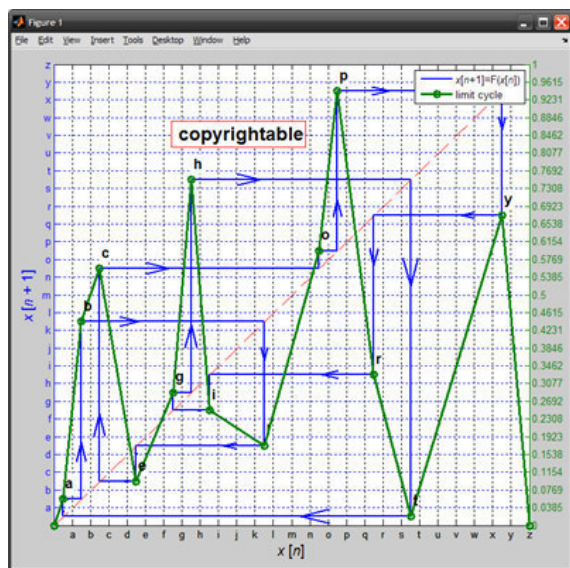 Figure 1
File Edit View Insert Tools Desktop Window Help
z 1
y 0.9615
x 0.9231
w 0.8846
v 0.8462
u 0.8077
t 0.7692
s 0.7308
r 0.6923
q 0.6538
p 0.6154
o 0.5769
n 0.5385
m 0.5
l 0.4615
k 0.4231
j 0.3846
i 0.3462
h 0.3077
g 0.2692
f 0.2308
e 0.1923
d 0.1538
c 0.1154
b 0.0769
a 0.0385
0
x[n+1]=F(x[n])
limit cycle
copyrightable
p
h
y
o
c
b
r
g
i
e
a
t
a b c d e f g h i j k l m n o p q r s t u v w x y z
x [n]
x [n + 1]